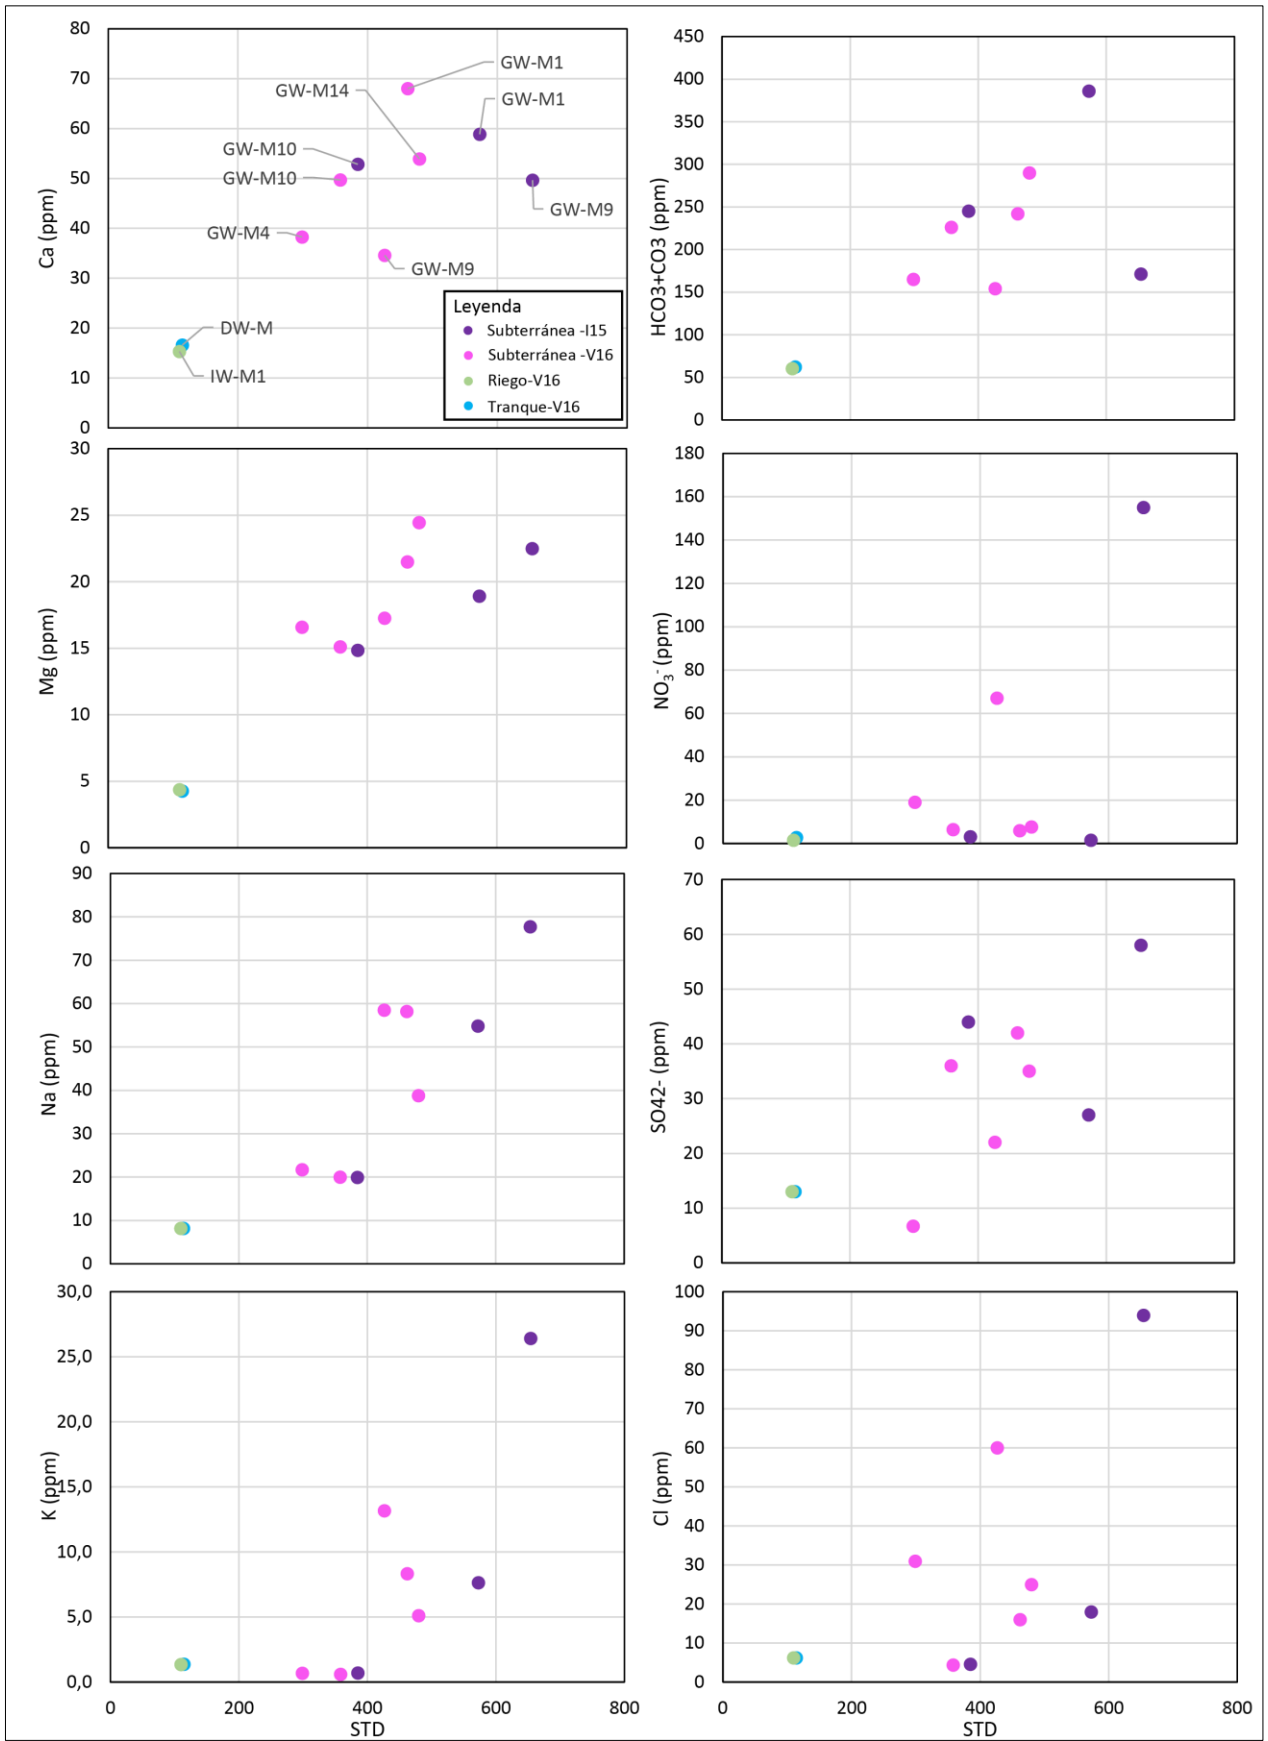 80
70
60
50
40
30
20
10
0
Ca (ppm)
GW-M1
GW-M14
GW-M1
GW-M10
GW-M10
GW-M9
GW-M4
GW-M9
DW-M
IW-M1
Leyenda
Subterránea -I15
Subterránea -V16
Riego-V16
Tranque-V16
450
400
350
300
250
200
150
100
50
0
HCO3+CO3 (ppm)
30
25
20
15
10
5
0
Mg (ppm)
180
160
140
120
100
80
60
40
20
0
NO3- (ppm)
90
80
70
60
50
40
30
20
10
0
Na (ppm)
70
60
50
40
30
20
10
0
SO42- (ppm)
30,0
25,0
20,0
15,0
10,0
5,0
0,0
K (ppm)
0 200 400 600 800
STD
100
90
80
70
60
50
40
30
20
10
0
Cl (ppm)
0 200 400 600 800
STD